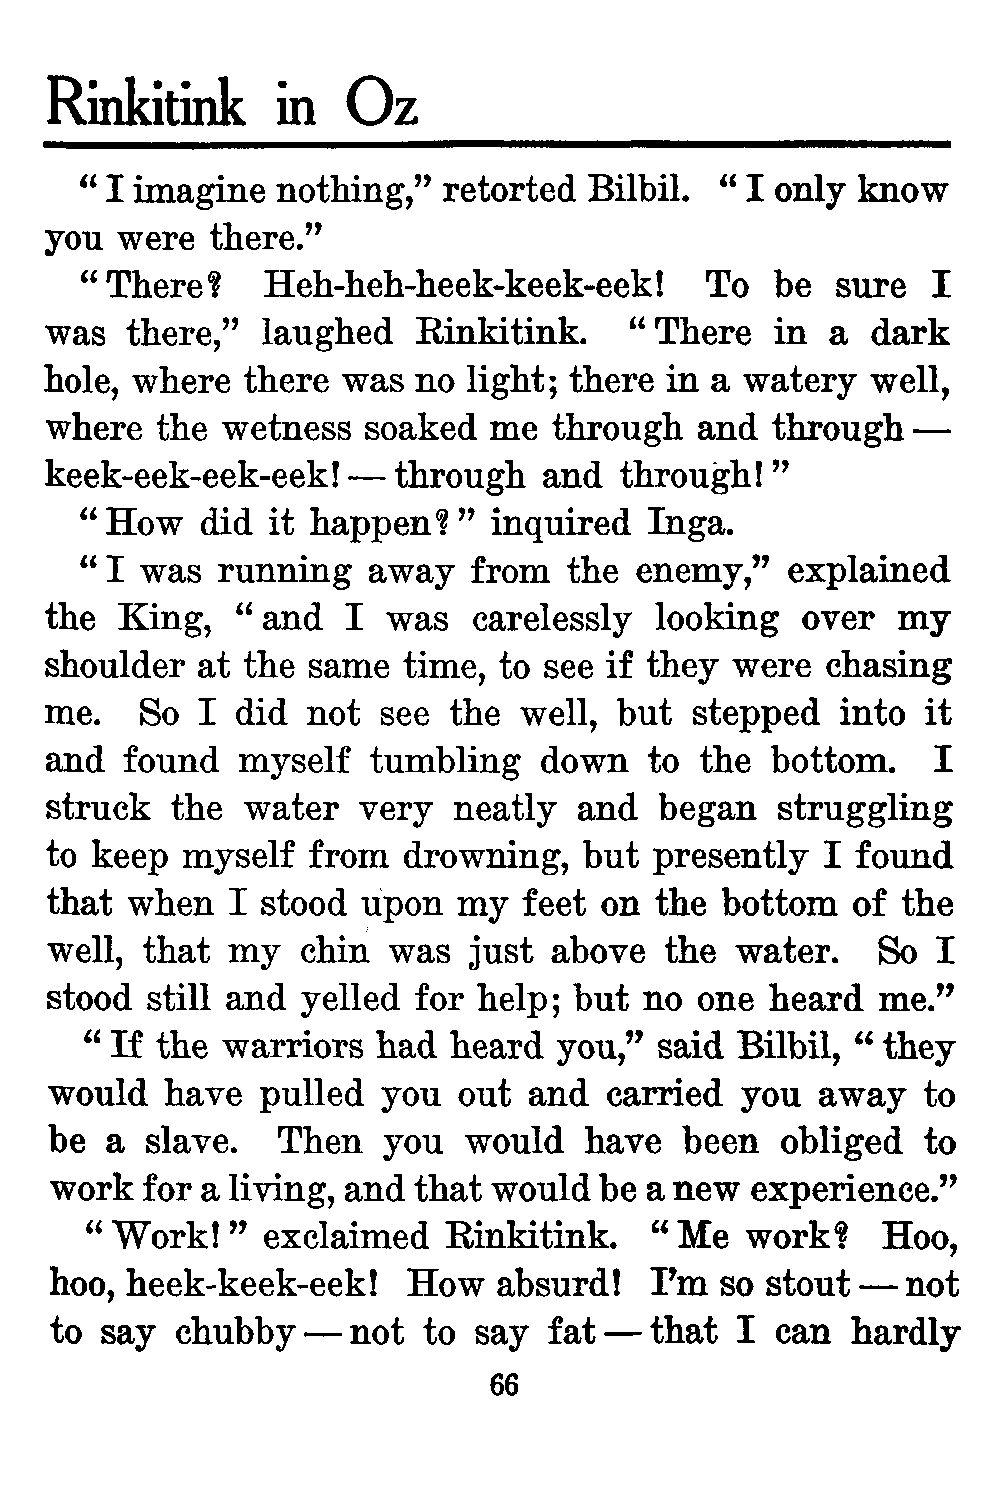 Rinkitink in Oz
“I imagine nothing,” retorted Bilbil. “I only know
you were there.”
“There? Heh-heh-heek-keek-eek! To be sure I
was there,” laughed Rinkitink. “There in a dark
hole, where there was no light; there in a watery well,
where the wetness soaked me through and through —
keek-eek-eek-eek! — through and through!”
“How did it happen?” inquired Inga.
“I was running away from the enemy,” explained
the King, “and I was carelessly looking over my
shoulder at the same time, to see if they were chasing
me. So I did not see the well, but stepped into it
and found myself tumbling down to the bottom. I
struck the water very neatly and began struggling
to keep myself from drowning, but presently I found
that when I stood upon my feet on the bottom of the
well, that my chin was just above the water. So I
stood still and yelled for help; but no one heard me.”
“If the warriors had heard you,” said Bilbil, “they
would have pulled you out and carried you away to
be a slave. Then you would have been obliged to
work for a living, and that would be a new experience.”
“Work!” exclaimed Rinkitink. “Me work? Hoo,
hoo, heek-keek-eek! How absurd! I’m so stout — not
to say chubby — not to say fat — that I can hardly
66